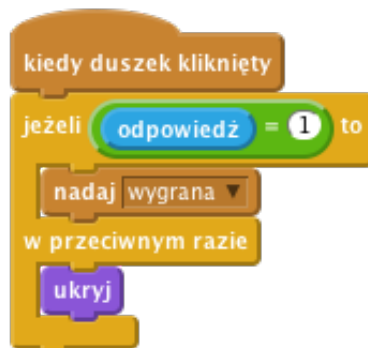 kiedy duszek kliknięty
jeżeli odpowiedź = 1 to
nadaj wygrana
w przeciwnym razie
ukryj